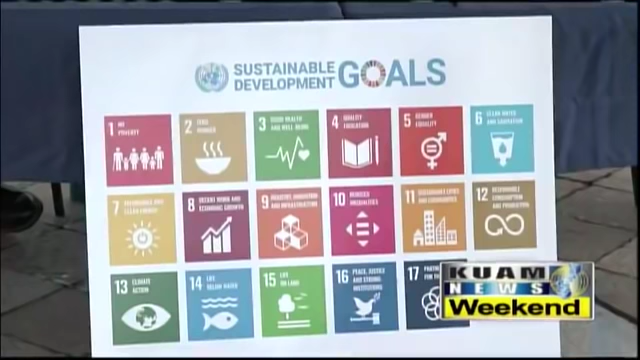 SUSTAINABLE
DEVELOPMENT
GOALS
1 NO
POVERTY
2 ZERO
HUNGER
3 GOOD HEALTH
AND WELL-BEING
4 QUALITY
EDUCATION
5 GENDER
EQUALITY
6 CLEAN WATER
AND SANITATION
7 AFFORDABLE AND
CLEAN ENERGY
8 DECENT WORK AND
ECONOMIC GROWTH
9 INDUSTRY, INNOVATION
AND INFRASTRUCTURE
10 REDUCED
INEQUALITIES
11 SUSTAINABLE CITIES
AND COMMUNITIES
12 RESPONSIBLE
CONSUMPTION
AND PRODUCTION
13 CLIMATE
ACTION
14 LIFE
BELOW WATER
15 LIFE
ON LAND
16 PEACE, JUSTICE
AND STRONG
INSTITUTIONS
17
FOR THE
KUAM
NEWS
Weekend